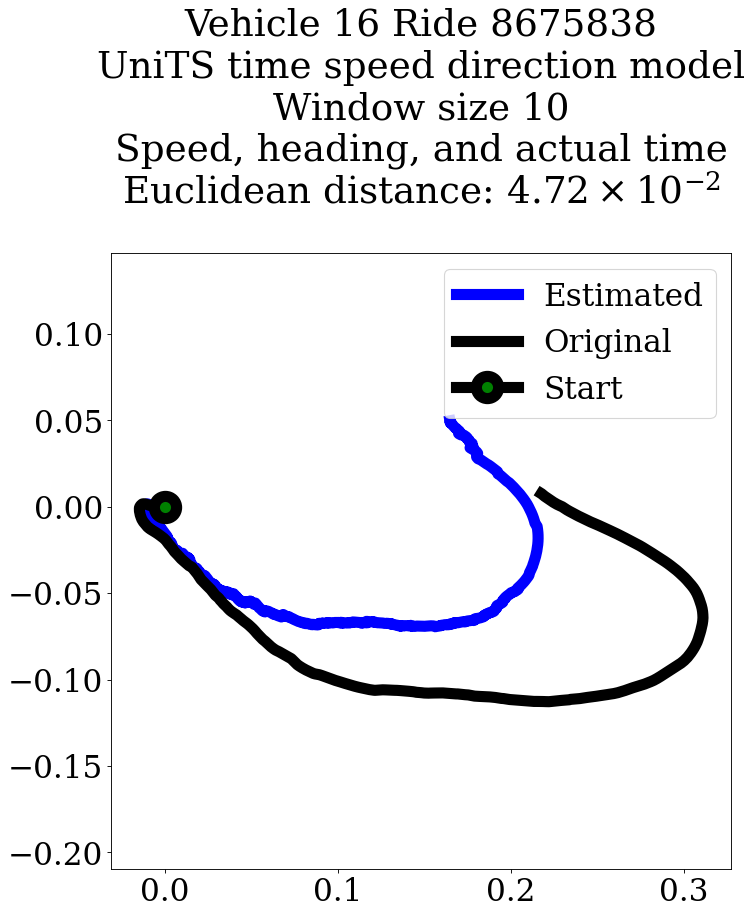 Vehicle 16 Ride 8675838
UniTS time speed direction model
Window size 10
Speed, heading, and actual time
Euclidean distance: 4.72 × 10⁻²
Estimated
Original
Start
0.10
0.05
0.00
−0.05
−0.10
−0.15
−0.20
0.0 0.1 0.2 0.3